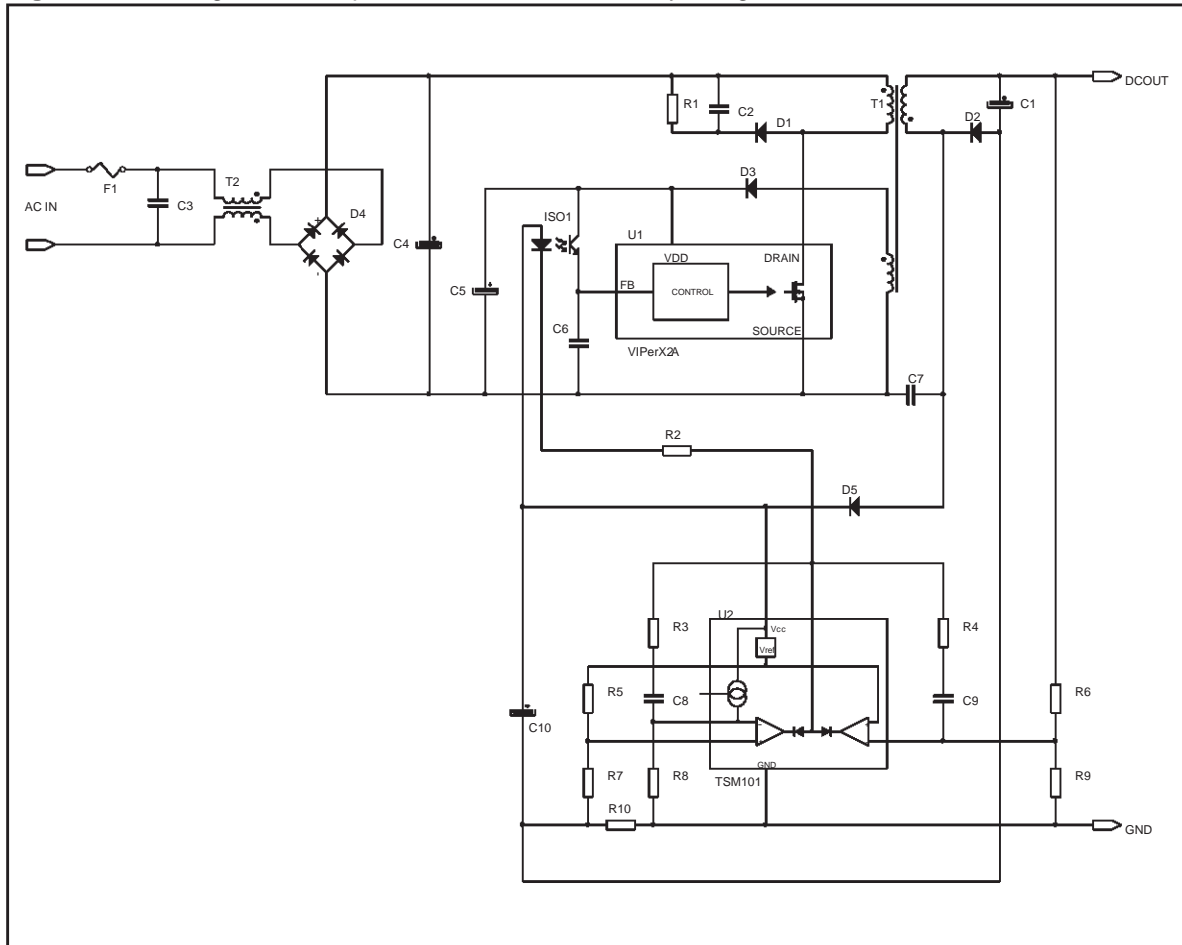 DCOUT
R1
C2
T1
C1
D1
D2
F1
T2
D3
AC IN
C3
D4
ISO1
U1
C4
VDD
DRAIN
C5
FB
CONTROL
C6
SOURCE
VIPerX2A
C7
R2
D5
U2
R3
Vcc
R4
Vref
R5
C8
C9
R6
C10
GND
R7
R8
TSM101
R9
R10
GND